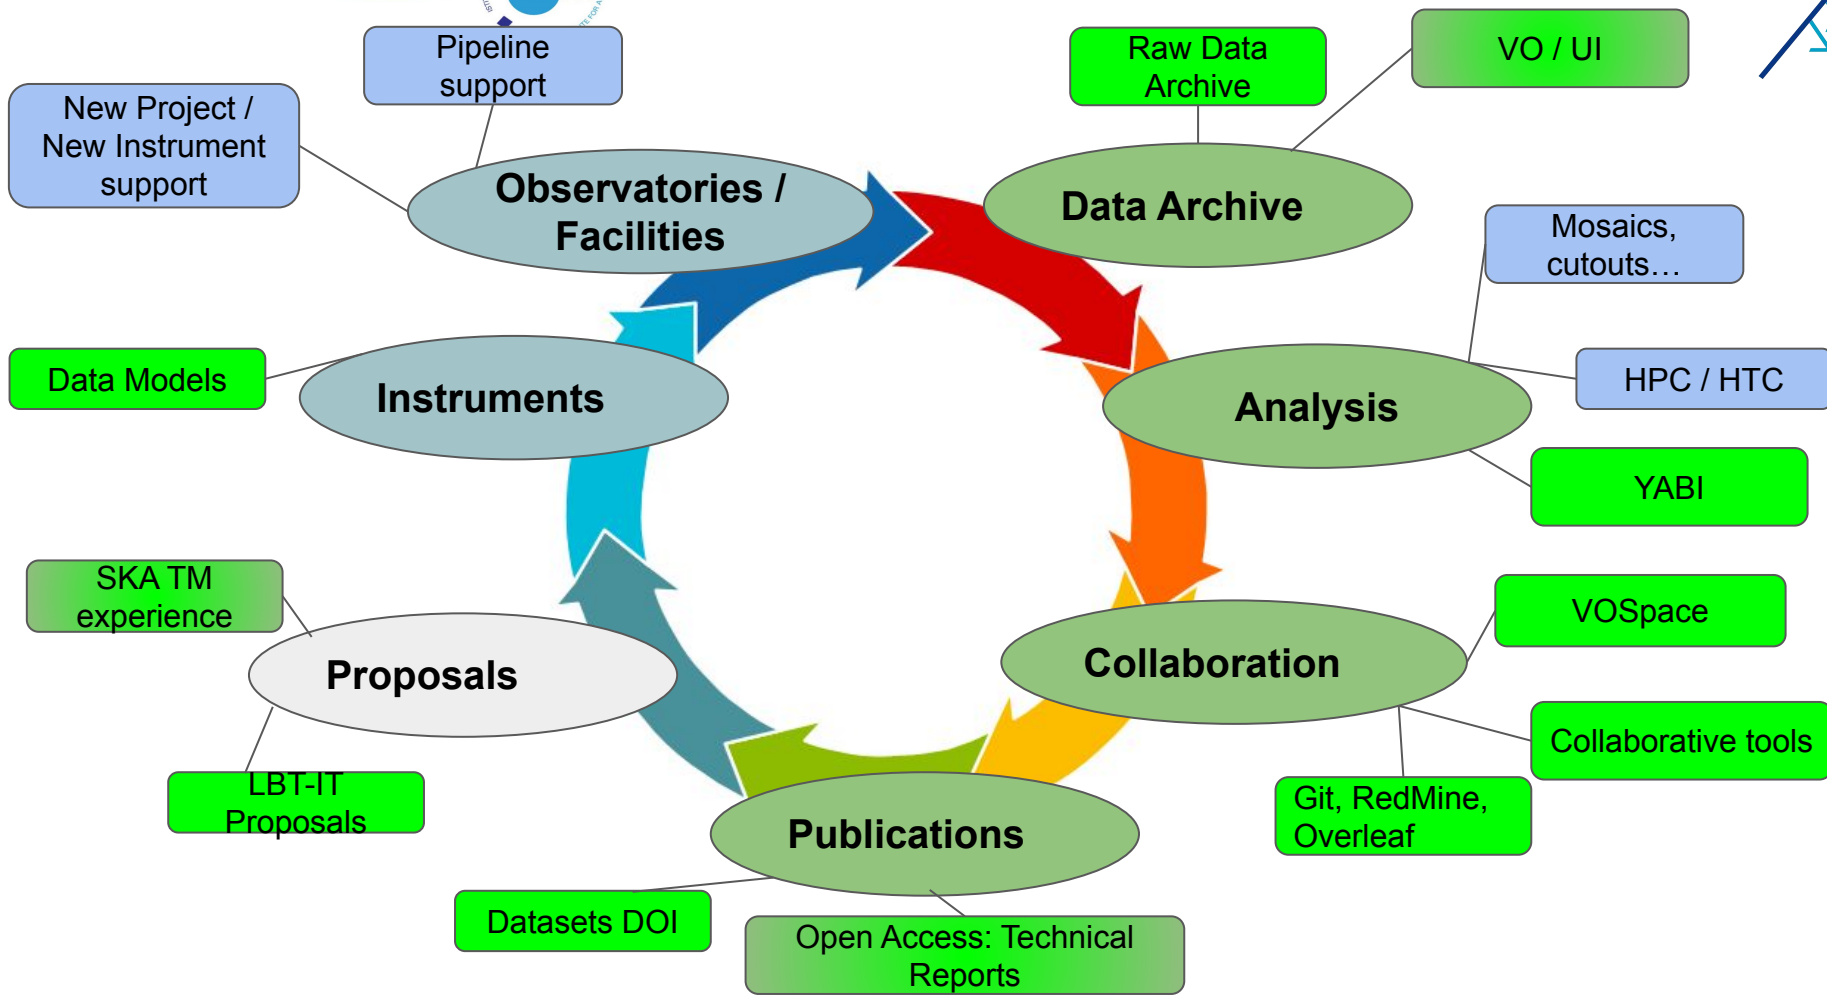 Pipeline
support
Raw Data
Archive
VO / UI
New Project /
New Instrument
support
Observatories /
Facilities
Data Archive
Mosaics,
cutouts…
Data Models
Instruments
Analysis
HPC / HTC
YABI
SKA TM
experience
VOSpace
Proposals
Collaboration
Collaborative tools
LBT-IT
Proposals
Git, RedMine,
Overleaf
Publications
Datasets DOI
Open Access: Technical
Reports